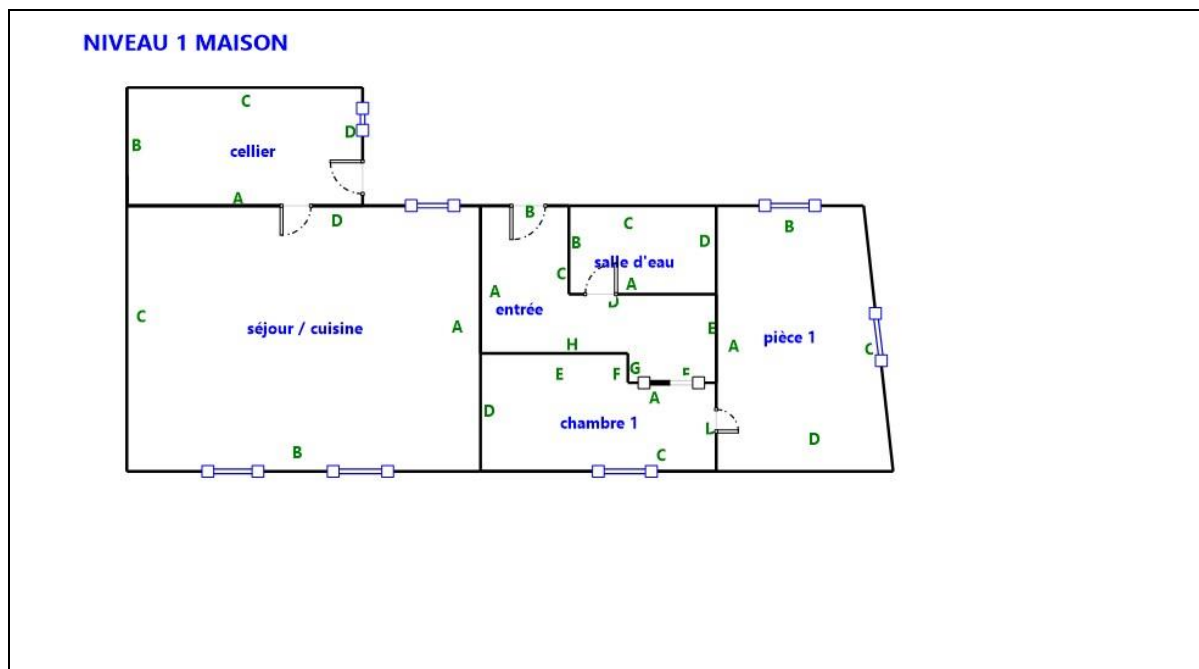 NIVEAU 1 MAISON
C
B
D
cellier
A
D
B
C
B
D
B
salle d'eau
C
A
A
entrée
C
séjour / cuisine
A
E
A
pièce 1
C
H
E
F
G
A
D
chambre 1
D
B
C